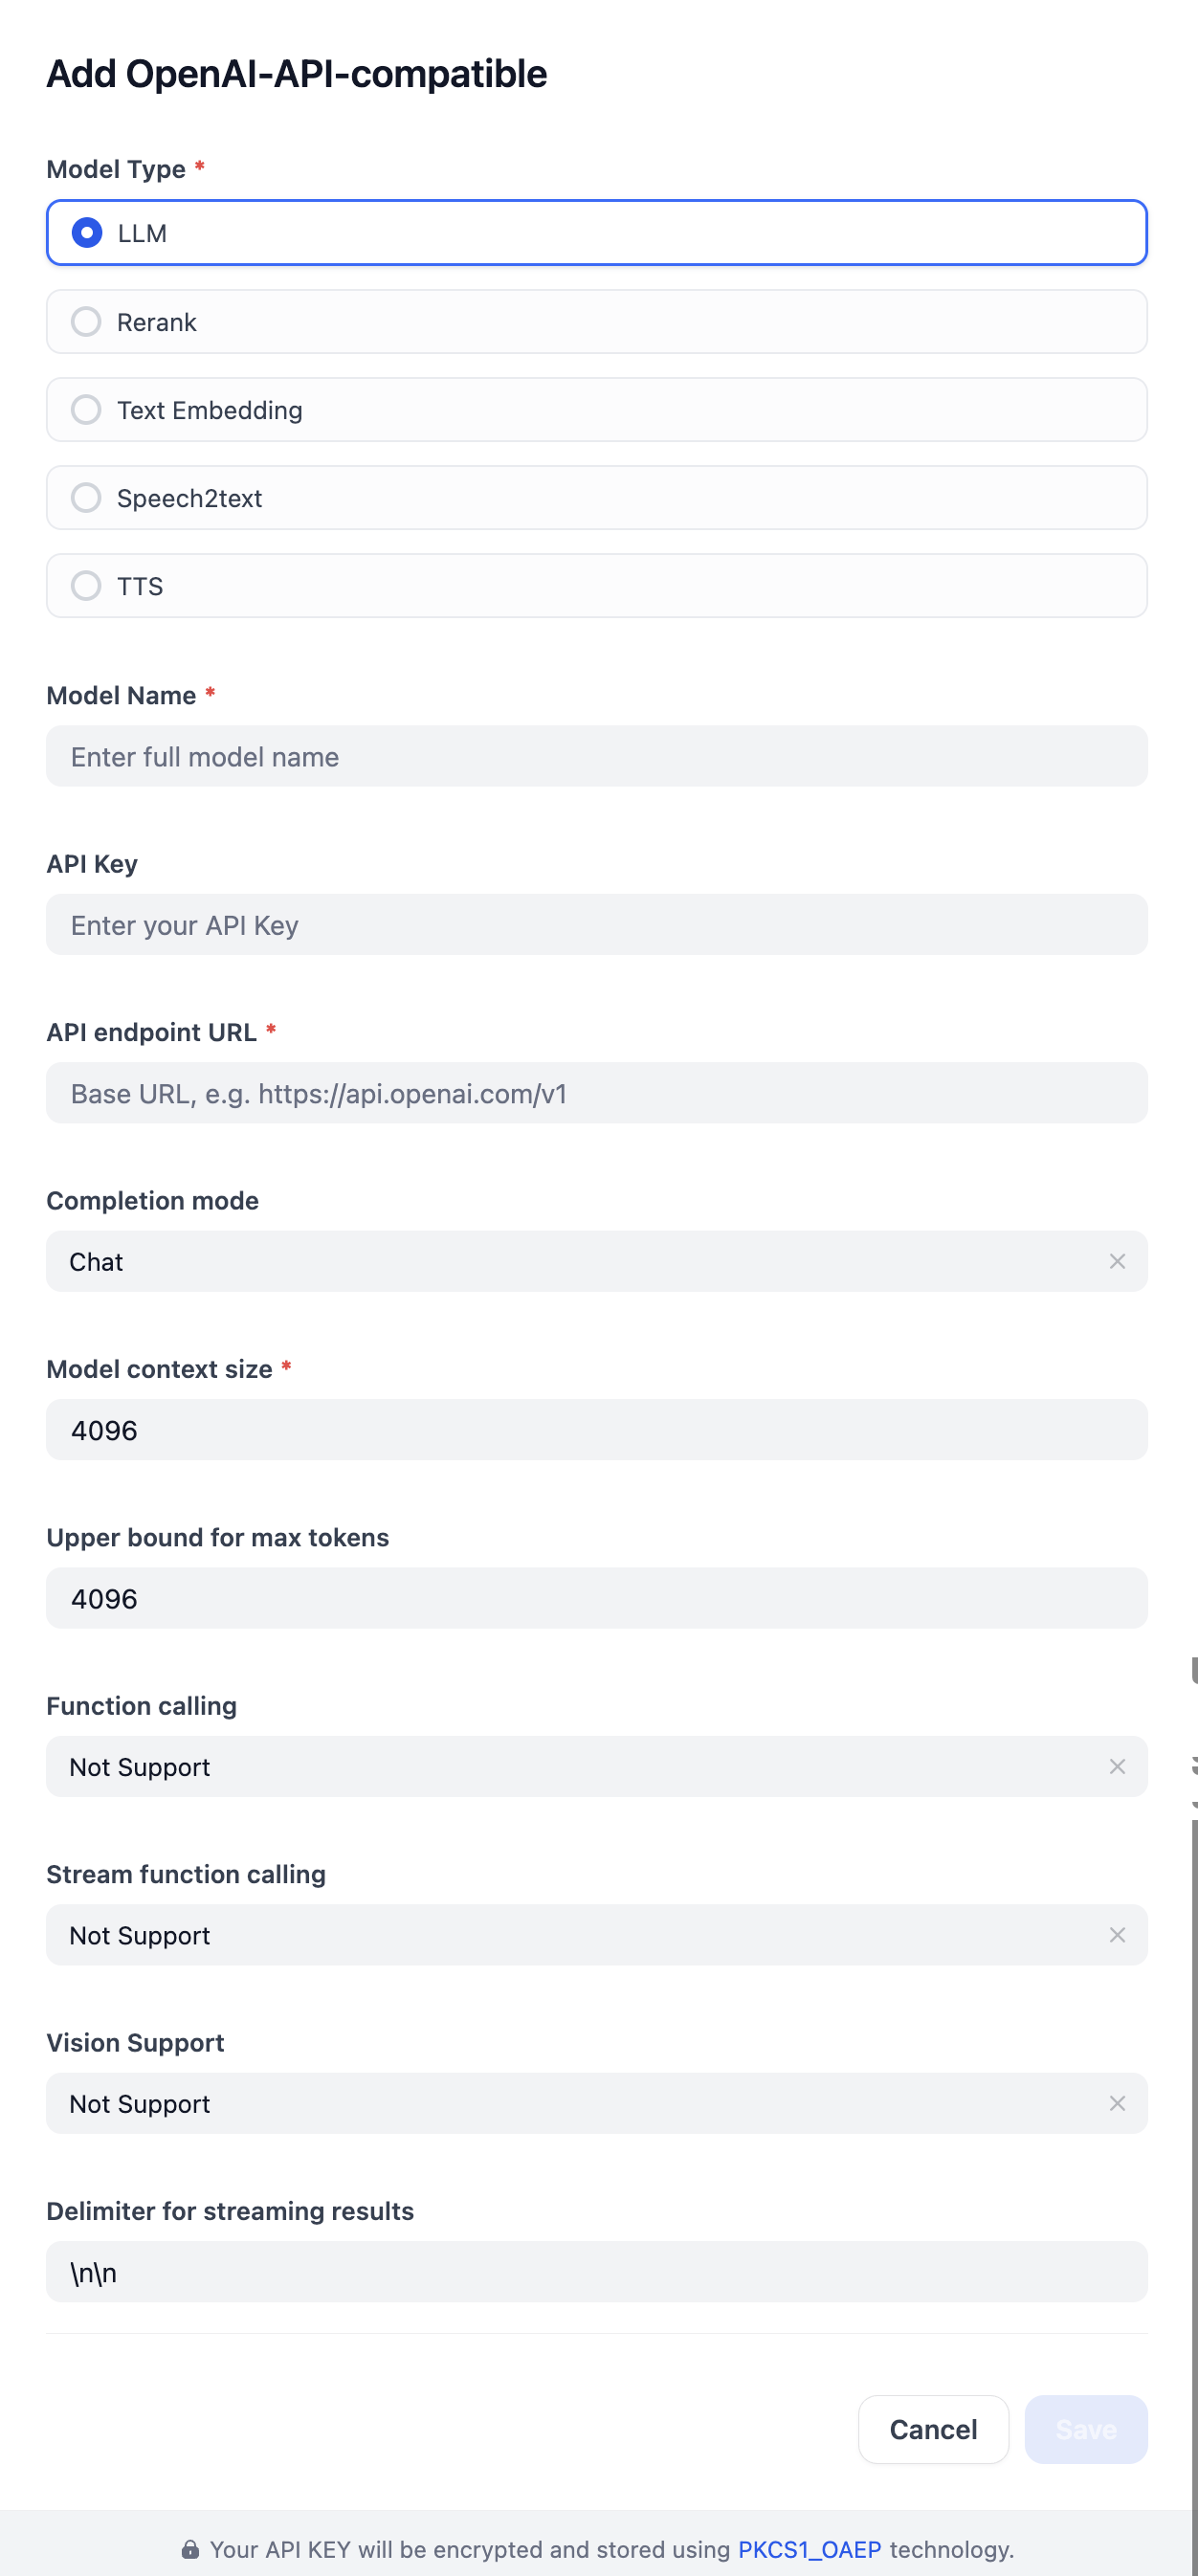 Add OpenAI-API-compatible
Model Type *
LLM
Rerank
Text Embedding
Speech2text
TTS
Model Name *
Enter full model name
API Key
Enter your API Key
API endpoint URL *
Base URL, e.g. https://api.openai.com/v1
Completion mode
Chat
Model context size *
4096
Upper bound for max tokens
4096
Function calling
Not Support
Stream function calling
Not Support
Vision Support
Not Support
Delimiter for streaming results
\n\n
Cancel
Save
Your API KEY will be encrypted and stored using PKCS1_OAEP technology.